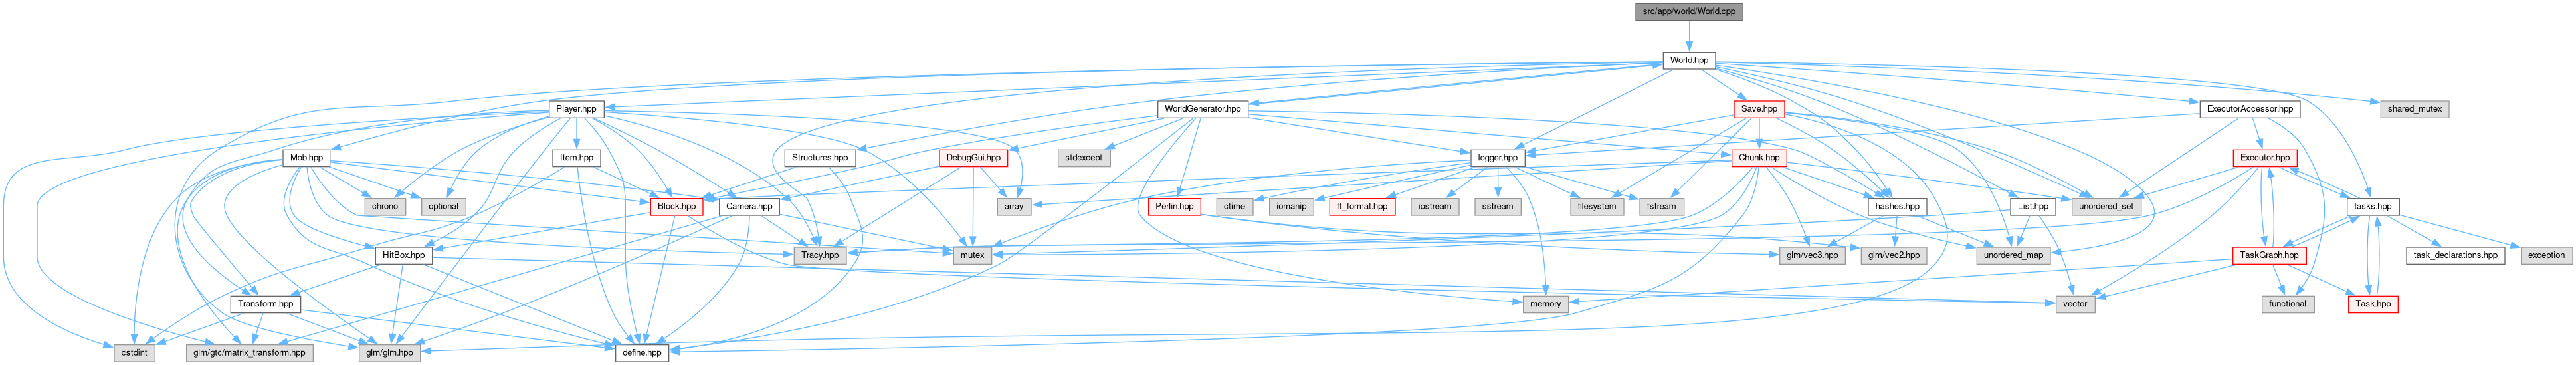 src/app/world/World.cpp
World.hpp
Player.hpp
WorldGenerator.hpp
Save.hpp
ExecutorAccessor.hpp
shared_mutex
Mob.hpp
Item.hpp
Structures.hpp
DebugGui.hpp
stdexcept
logger.hpp
Chunk.hpp
Executor.hpp
chrono
optional
Block.hpp
Camera.hpp
array
Perlin.hpp
ctime
iomanip
ft_format.hpp
iostream
sstream
filesystem
fstream
hashes.hpp
List.hpp
unordered_set
tasks.hpp
HitBox.hpp
Tracy.hpp
mutex
glm/vec3.hpp
glm/vec2.hpp
unordered_map
TaskGraph.hpp
task_declarations.hpp
exception
Transform.hpp
memory
vector
functional
Task.hpp
cstdint
glm/gtc/matrix_transform.hpp
glm/glm.hpp
define.hpp